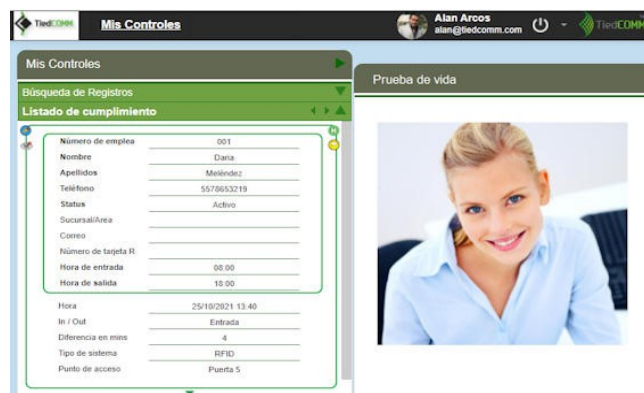 TiedCOMM
Mis Controles
Alan Arcos
alan@tiedcomm.com
TiedCOMM
Mis Controles
Búsqueda de Registros
Listado de cumplimiento
Número de emplea 001
Nombre Daria
Apellidos Meléndez
Teléfono 5578653219
Status Activo
Sucursal/Area
Correo
Número de tarjeta R
Hora de entrada 08:00
Hora de salida 18:00
Hora 25/10/2021 13:40
In / Out Entrada
Diferencia en mins 4
Tipo de sistema RFID
Punto de acceso Puerta 5
Prueba de vida